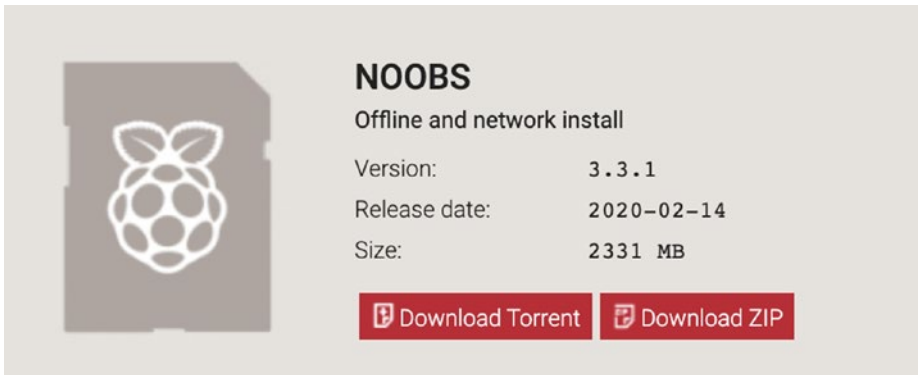 NOOBS
Offline and network install
Version: 3.3.1
Release date: 2020-02-14
Size: 2331 MB
Download Torrent Download ZIP